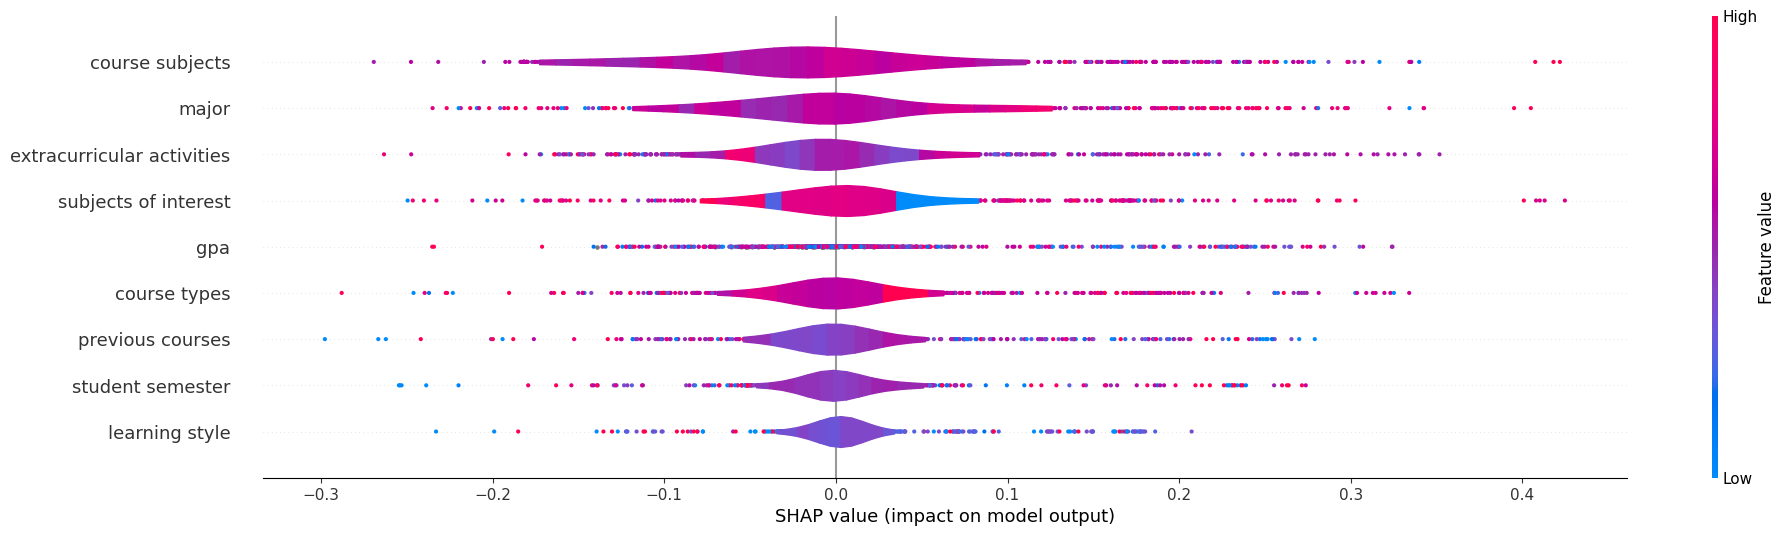 High
course subjects
major
extracurricular activities
subjects of interest
gpa
course types
previous courses
student semester
learning style
Feature value
Low
−0.3 −0.2 −0.1 0.0 0.1 0.2 0.3 0.4
SHAP value (impact on model output)